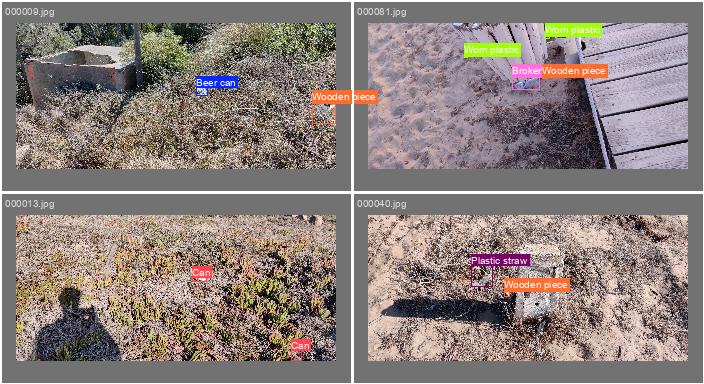 000009.jpg
Beer can
Wooden piece
000081.jpg
Worn plastic
Worn plastic
Broken
Wooden piece
000013.jpg
Can
Can
000040.jpg
Plastic straw
Wooden piece